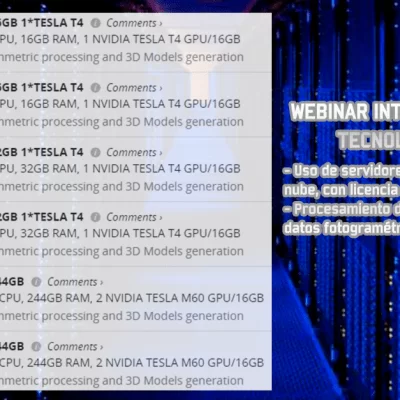 6GB 1*TESLA T4 Comments ›
CPU, 16GB RAM, 1 NVIDIA TESLA T4 GPU/16GB
mmetric processing and 3D Models generation
6GB 1*TESLA T4 Comments ›
CPU, 16GB RAM, 1 NVIDIA TESLA T4 GPU/16GB
mmetric processing and 3D Models generation
2GB 1*TESLA T4 Comments ›
CPU, 32GB RAM, 1 NVIDIA TESLA T4 GPU/16GB
mmetric processing and 3D Models generation
2GB 1*TESLA T4 Comments ›
CPU, 32GB RAM, 1 NVIDIA TESLA T4 GPU/16GB
mmetric processing and 3D Models generation
44GB Comments ›
CPU, 244GB RAM, 2 NVIDIA TESLA M60 GPU/16GB
mmetric processing and 3D Models generation
44GB Comments ›
CPU, 244GB RAM, 2 NVIDIA TESLA M60 GPU/16GB
mmetric processing and 3D Models generation
WEBINAR INT
TECNOL
- Uso de servidore
nube, con licencia
- Procesamiento d
datos fotogramétr